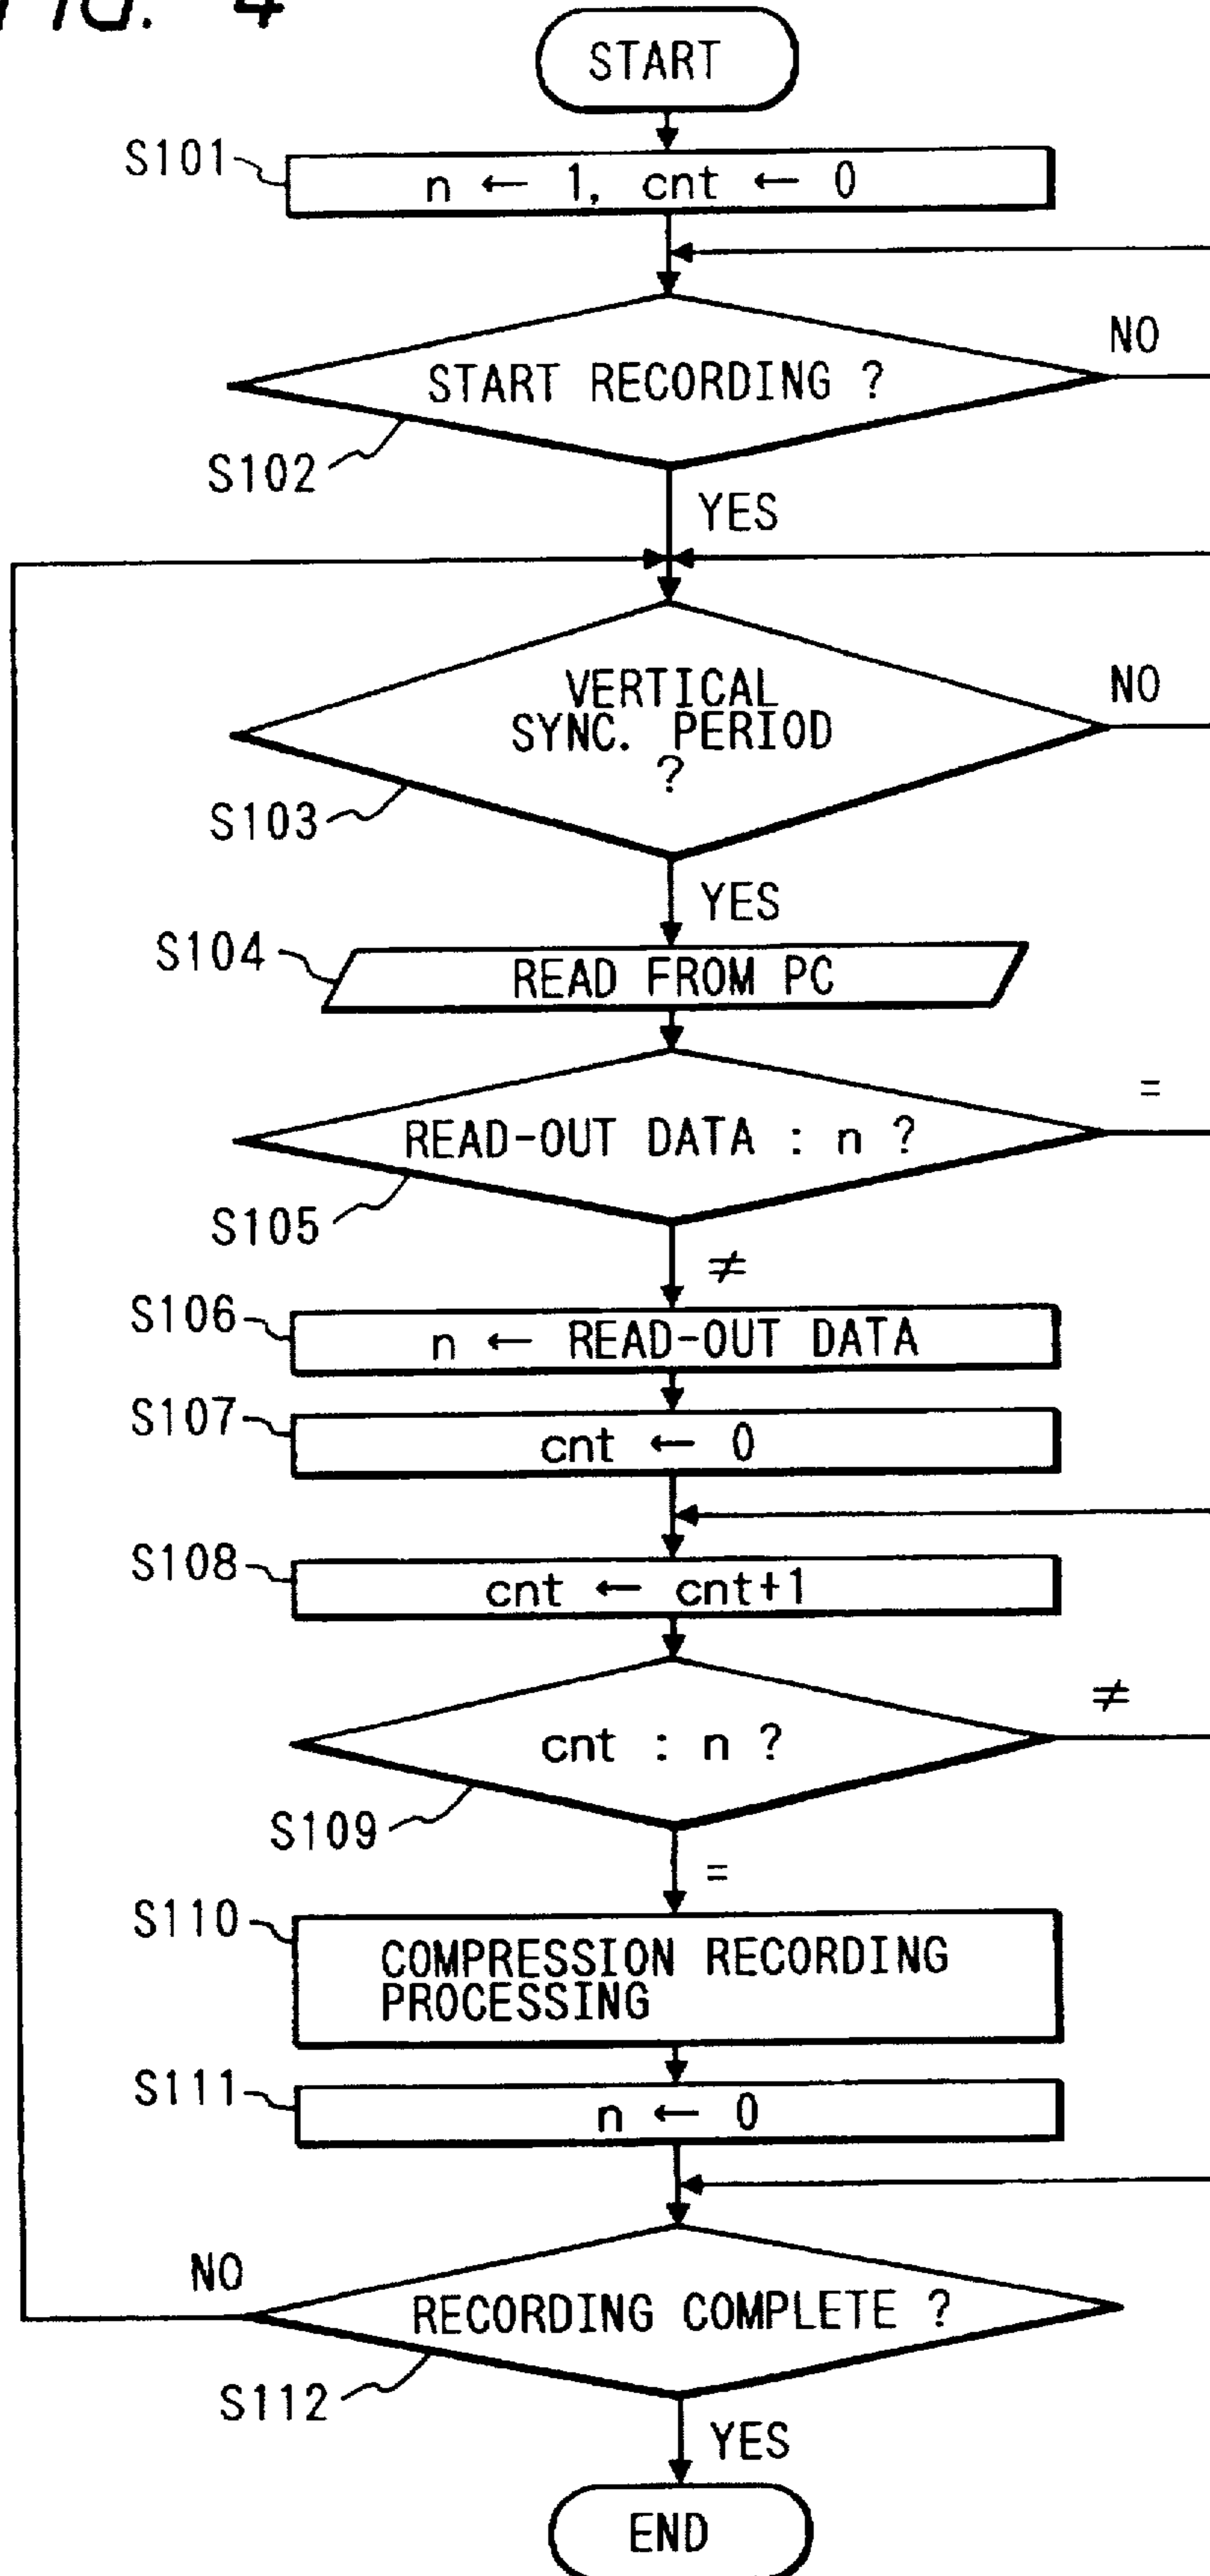 FIG. 4
START
S101
n ← 1, cnt ← 0
START RECORDING ?
NO
S102
YES
VERTICAL
SYNC. PERIOD
?
NO
S103
YES
S104
READ FROM PC
READ-OUT DATA : n ?
=
S105
≠
S106
n ← READ-OUT DATA
S107
cnt ← 0
S108
cnt ← cnt+1
cnt : n ?
≠
S109
=
S110
COMPRESSION RECORDING
PROCESSING
S111
n ← 0
NO
RECORDING COMPLETE ?
S112
YES
END